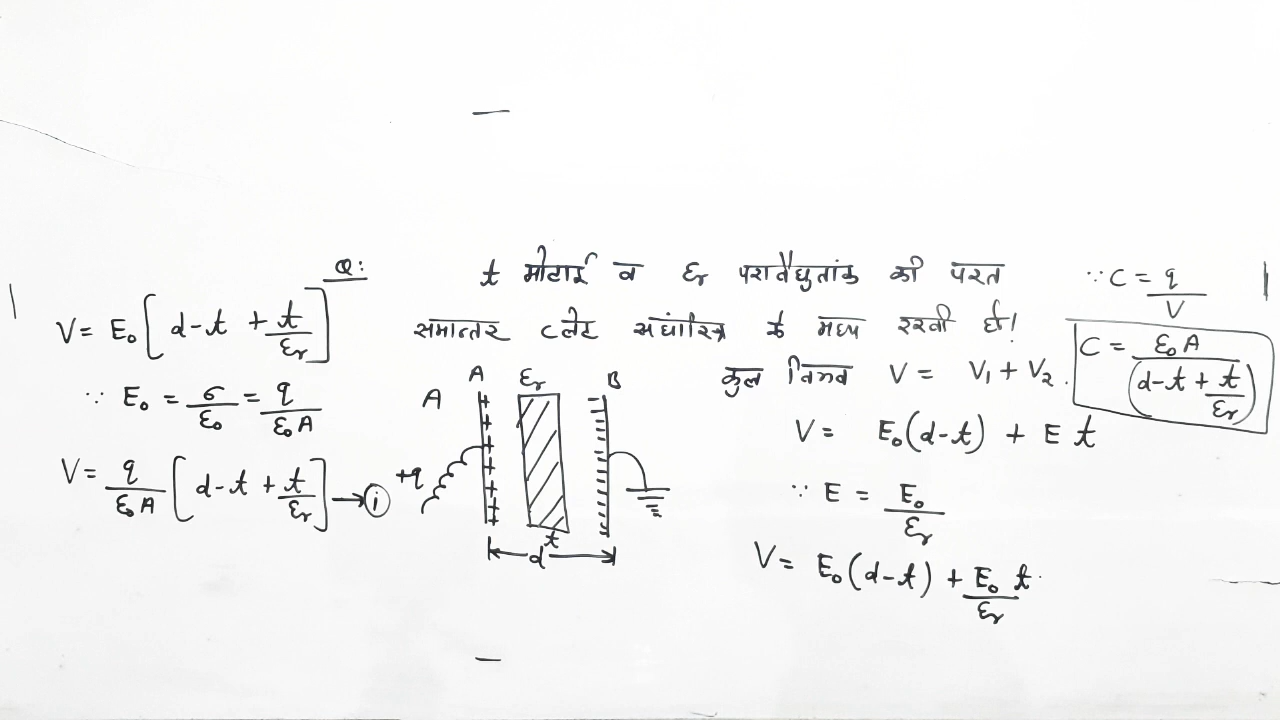 Q: t मोटाई व εr परावैधुतांक की परत
समान्तर प्लेट संधारित्र के मध्य रखी है!
कुल विभव V = V₁ + V₂.
V = E₀(d-t) + E t
∵ E = E₀/εr
V = E₀(d-t) + E₀/εr t
V = E₀[d-t + t/εr]
∵ E₀ = σ/ε₀ = q/ε₀A
V = q/ε₀A [d-t + t/εr] → (i)
∵ C = q/V
C = ε₀A/(d-t + t/εr)
A
A εr B
+q
t
d